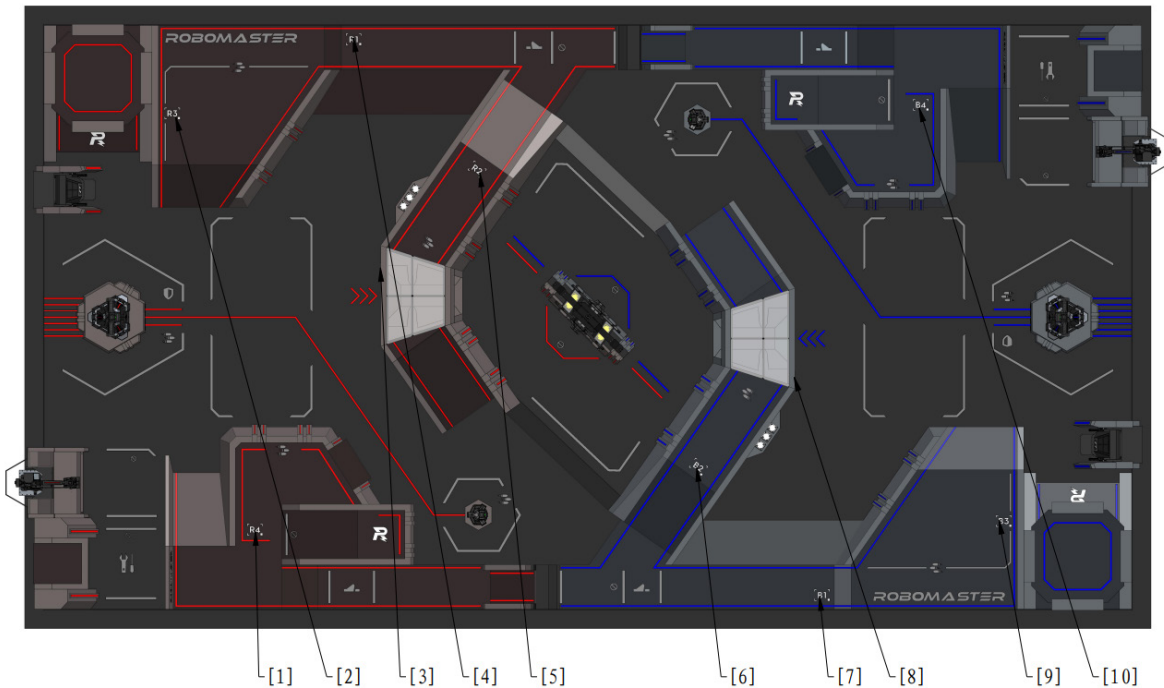 ROBOMASTER
R1
R3
B4
R2
B2
R4
B3
B1
ROBOMASTER
[1]
[2]
[3]
[4]
[5]
[6]
[7]
[8]
[9]
[10]